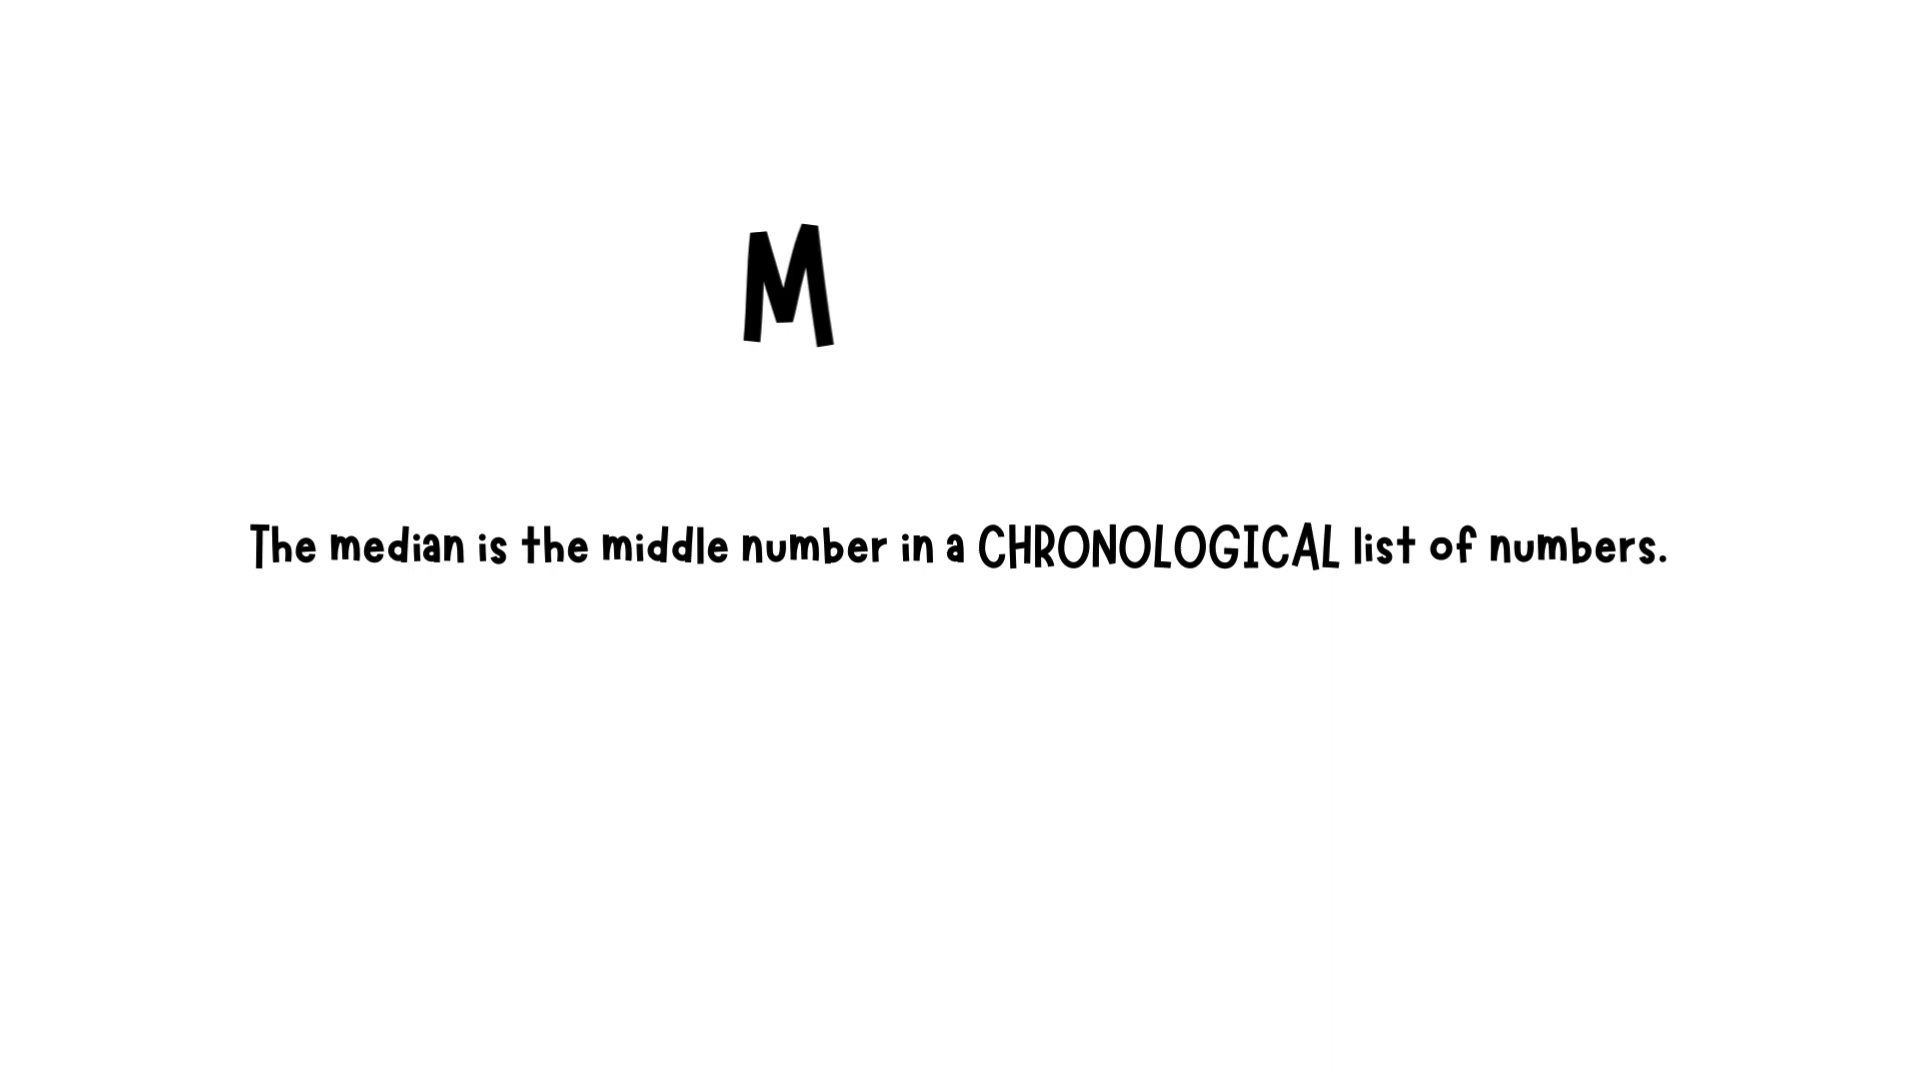 M
The median is the middle number in a CHRONOLOGICAL list of numbers.